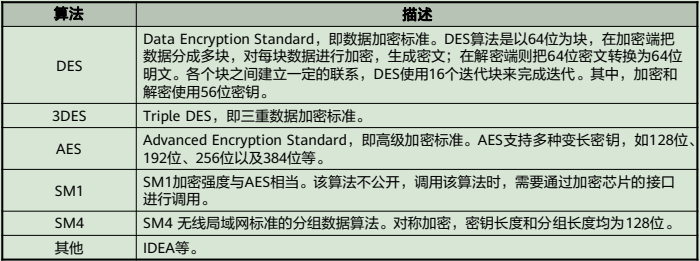 算法 描述
DES
Data Encryption Standard，即数据加密标准。DES算法是以64位为块，在加密端把
数据分成多块，对每块数据进行加密，生成密文；在解密端则把64位密文转换为64位
明文。各个块之间建立一定的联系，DES使用16个迭代块来完成迭代。其中，加密和
解密使用56位密钥。
3DES Triple DES，即三重数据加密标准。
AES
Advanced Encryption Standard，即高级加密标准。AES支持多种变长密钥，如128位、
192位、256位以及384位等。
SM1
SM1加密强度与AES相当。该算法不公开，调用该算法时，需要通过加密芯片的接口
进行调用。
SM4 SM4 无线局域网标准的分组数据算法。对称加密，密钥长度和分组长度均为128位。
其他 IDEA等。